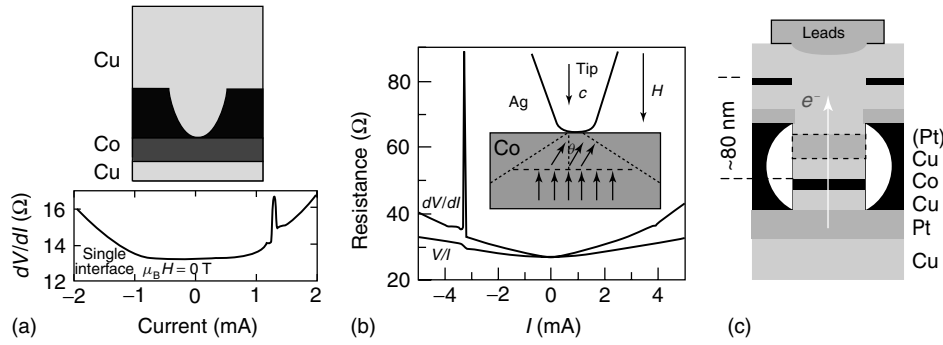 (a)
Cu
Co
Cu
dV/dI (Ω)
16
14
12
Single
interface
μB H = 0 T
−2
−1
0
1
2
Current (mA)
(b)
Resistance (Ω)
80
60
40
20
Ag
Tip
c
H
Co
θ
dV/dI
V/I
−4
−2
0
2
4
I (mA)
(c)
Leads
~80 nm
e−
(Pt)
Cu
Co
Cu
Pt
Cu